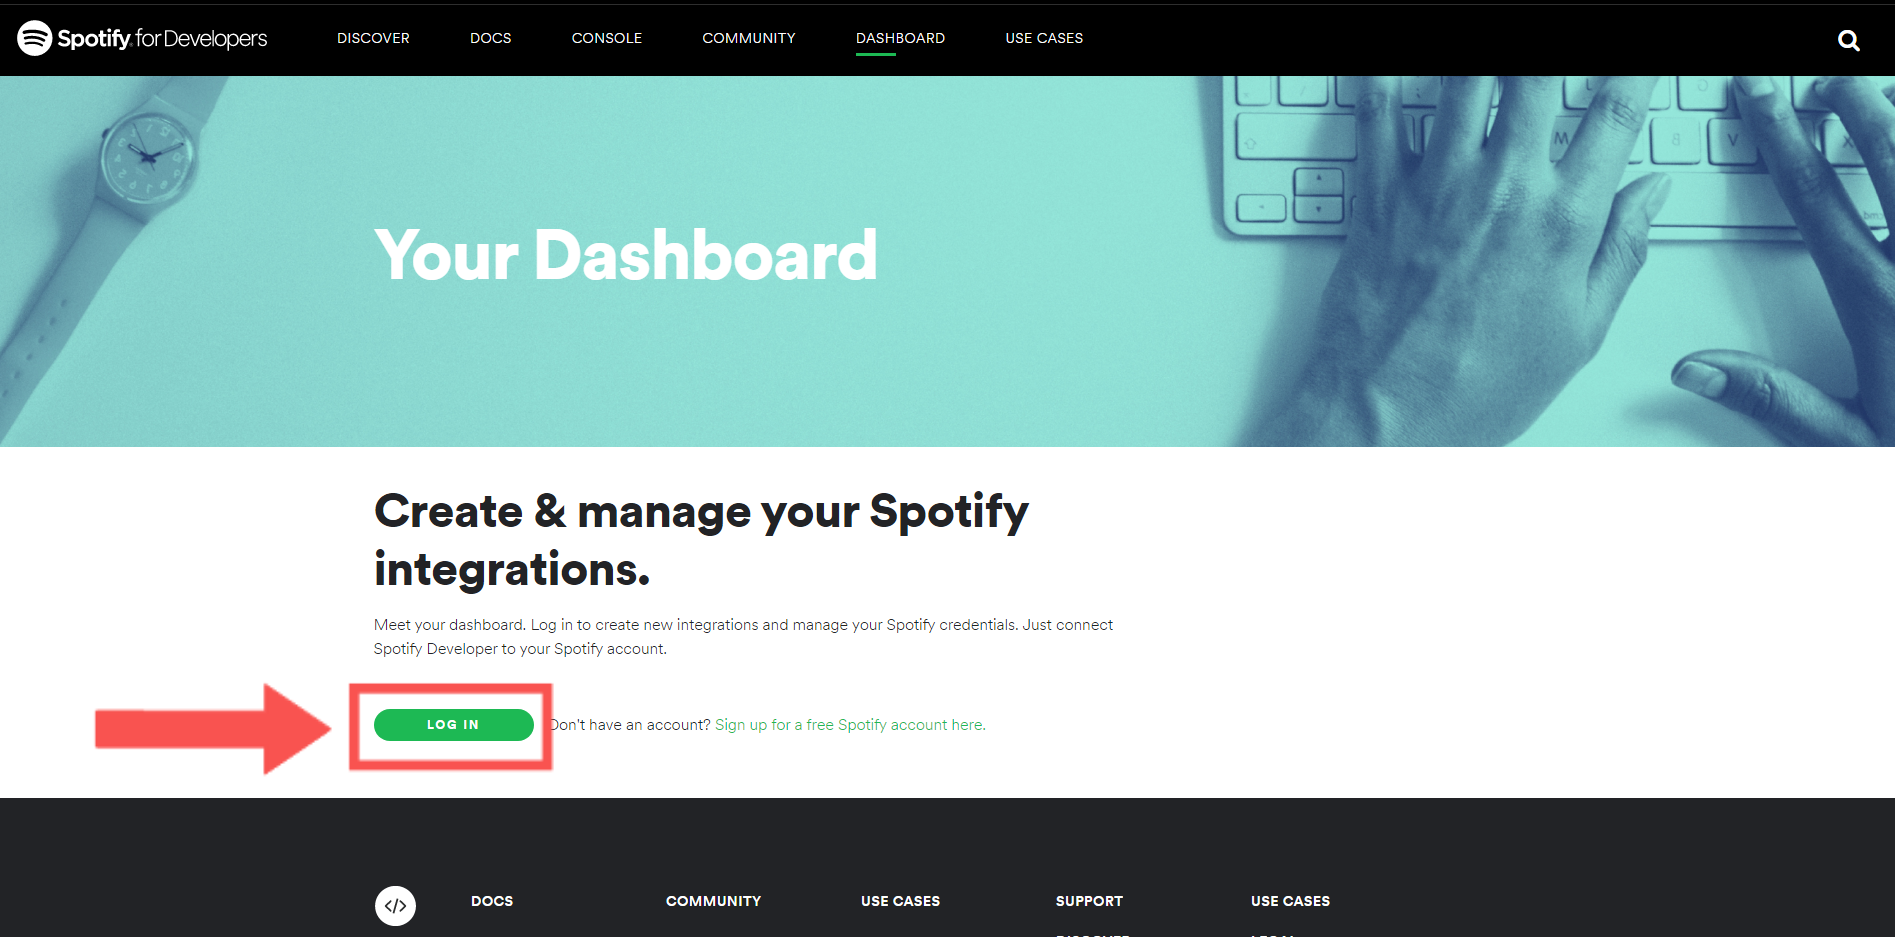 Spotify for Developers
DISCOVER
DOCS
CONSOLE
COMMUNITY
DASHBOARD
USE CASES
Your Dashboard
Create & manage your Spotify
integrations.
Meet your dashboard. Log in to create new integrations and manage your Spotify credentials. Just connect
Spotify Developer to your Spotify account.
LOG IN
Don't have an account? Sign up for a free Spotify account here.
</>
DOCS
COMMUNITY
USE CASES
SUPPORT
USE CASES
DISCOVER
LEGAL